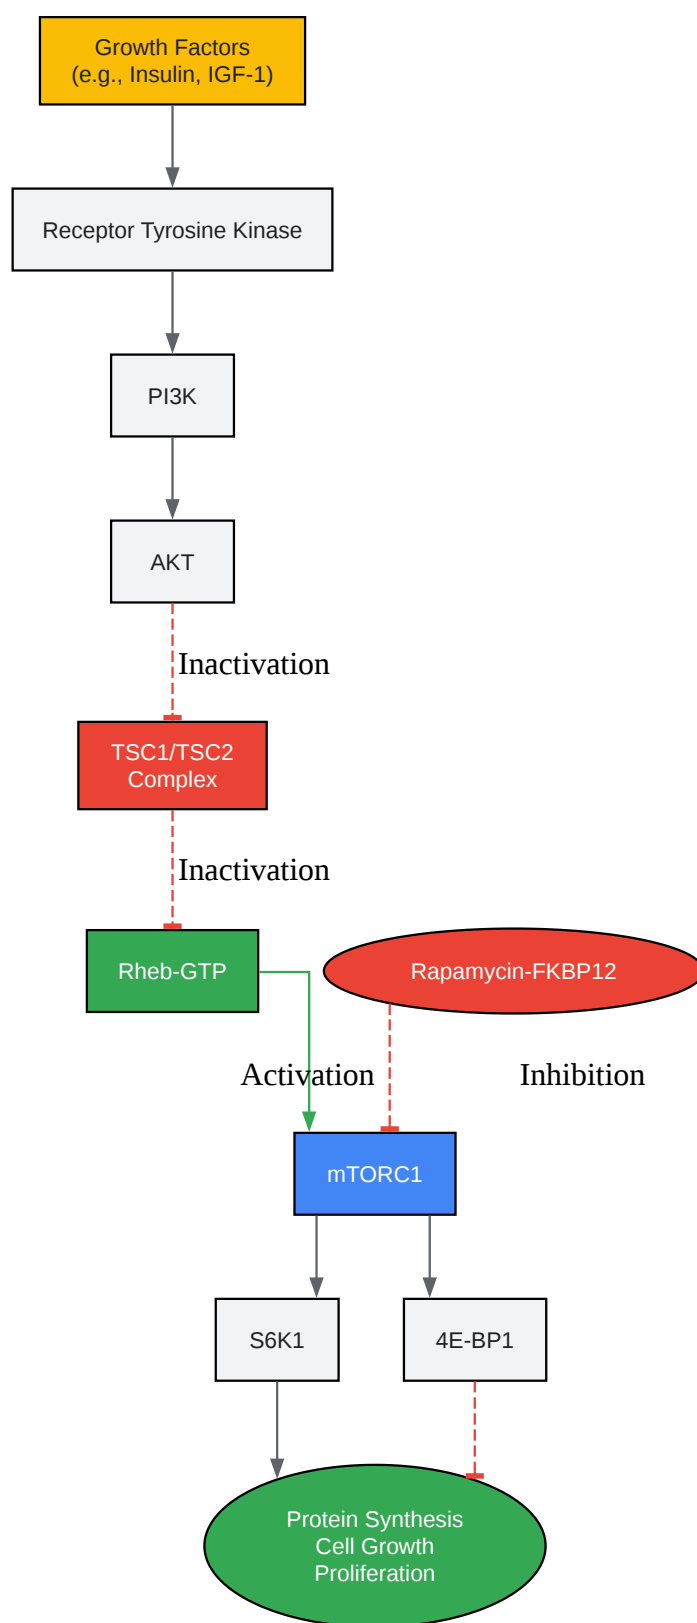 Growth Factors
(e.g., Insulin, IGF-1)
Receptor Tyrosine Kinase
PI3K
AKT
Inactivation
TSC1/TSC2
Complex
Inactivation
Rheb-GTP
Rapamycin-FKBP12
Activation
Inhibition
mTORC1
S6K1
4E-BP1
Protein Synthesis
Cell Growth
Proliferation